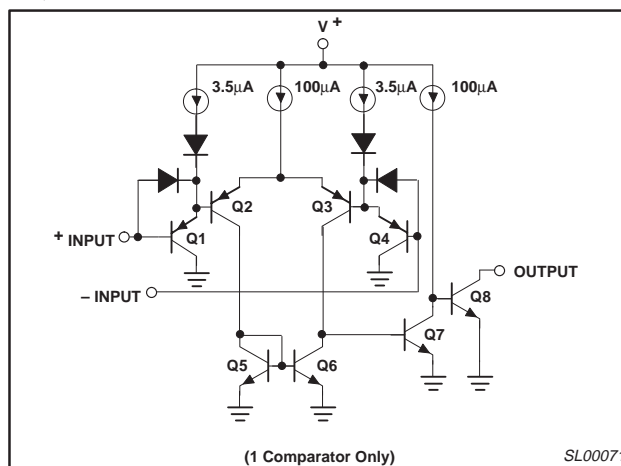 V +
3.5μA
100μA
3.5μA
100μA
Q2
Q3
+ INPUT
Q1
Q4
– INPUT
OUTPUT
Q8
Q7
Q5
Q6
(1 Comparator Only)
SL00071